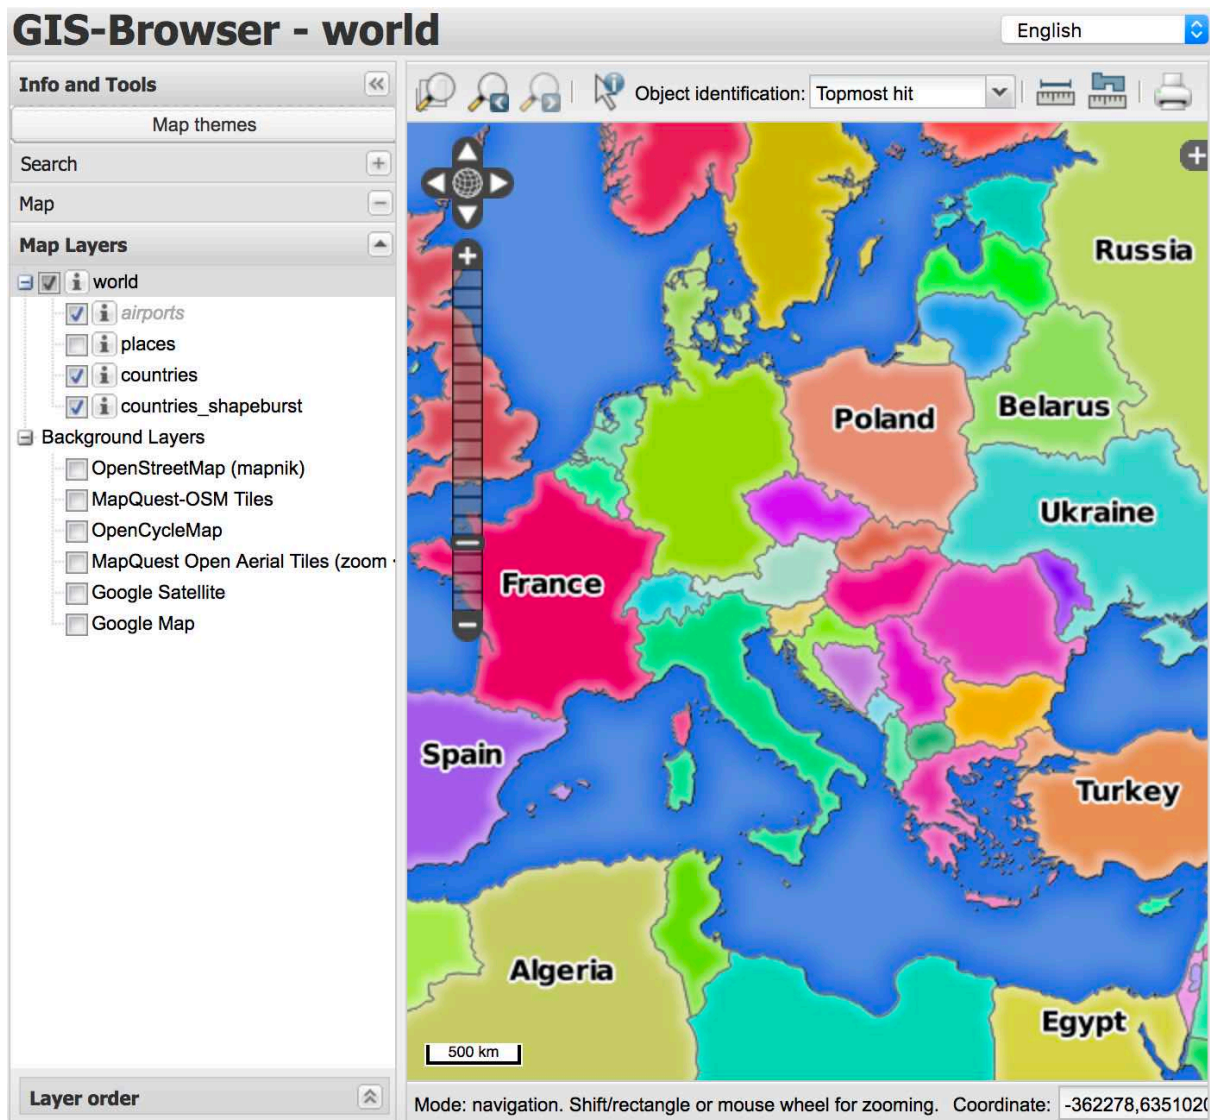 GIS-Browser - world
English
Info and Tools
Map themes
Search
Map
Map Layers
world
airports
places
countries
countries_shapeburst
Background Layers
OpenStreetMap (mapnik)
MapQuest-OSM Tiles
OpenCycleMap
MapQuest Open Aerial Tiles (zoom
Google Satellite
Google Map
Layer order
Object identification: Topmost hit
Russia
Poland
Belarus
Ukraine
France
Spain
Turkey
Algeria
Egypt
500 km
Mode: navigation. Shift/rectangle or mouse wheel for zooming. Coordinate: -362278,6351020